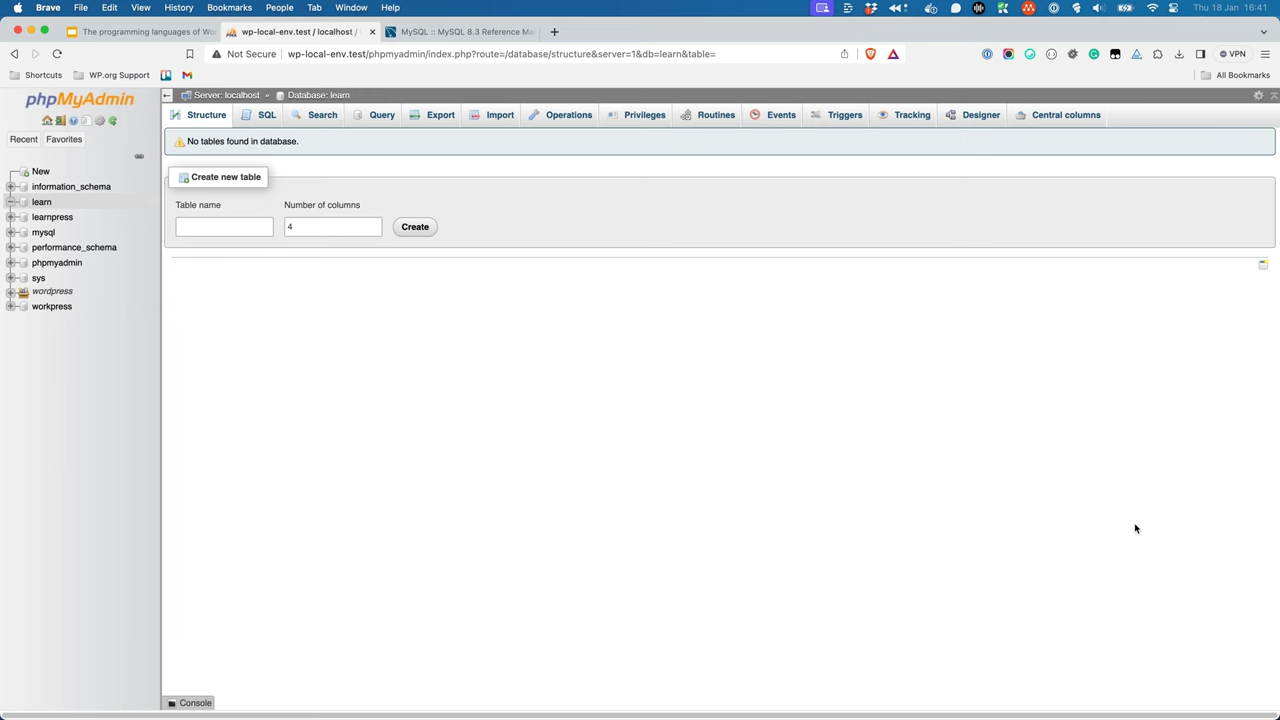 Brave File Edit View History Bookmarks People Tab Window Help Thu 18 Jan 16:41
The programming languages of Wor wp-local-env.test / localhost / MySQL :: MySQL 8.3 Reference Ma
Not Secure wp-local-env.test/phpmyadmin/index.php?route=/database/structure&server=1&db=learn&table= VPN
Shortcuts WP.org Support All Bookmarks
phpMyAdmin
Server: localhost » Database: learn
Structure SQL Search Query Export Import Operations Privileges Routines Events Triggers Tracking Designer Central columns
Recent Favorites
No tables found in database.
New
information_schema
learn
learnpress
mysql
performance_schema
phpmyadmin
sys
wordpress
workpress
Create new table
Table name Number of columns
4 Create
Console